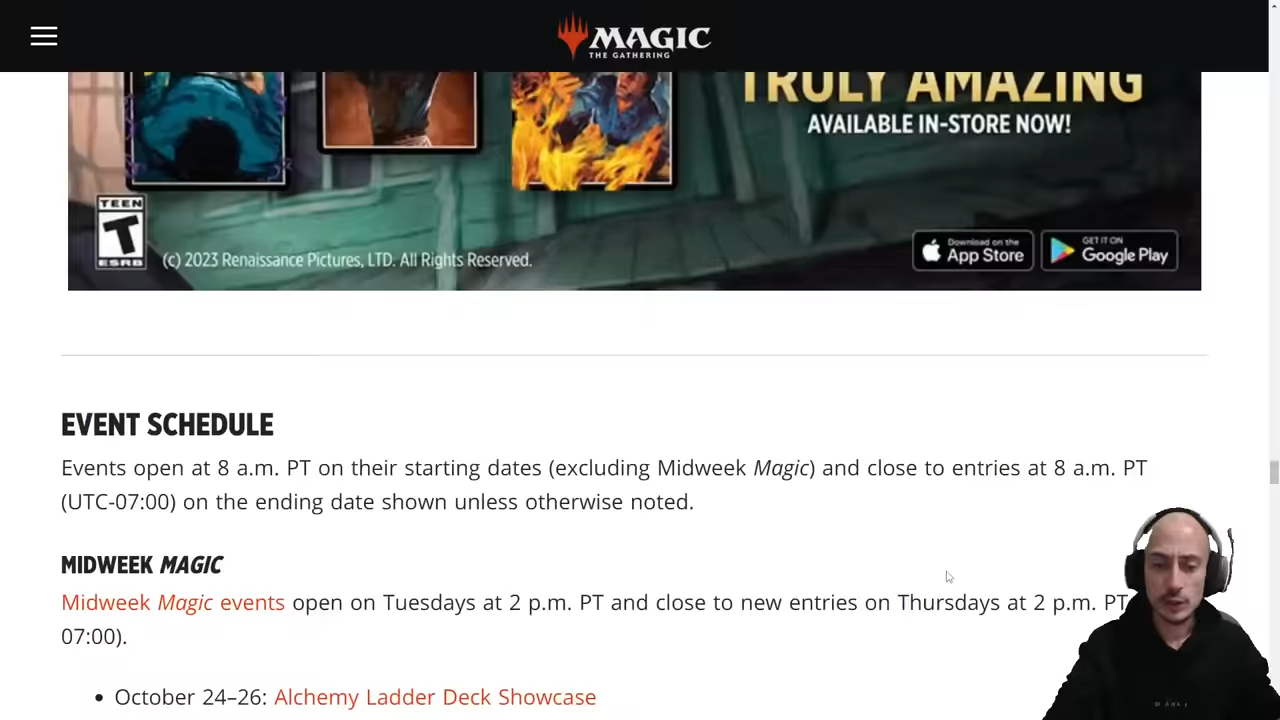 MAGIC
THE GATHERING
TRULY AMAZING
AVAILABLE IN-STORE NOW!
TEEN
T
ESRB
(c) 2023 Renaissance Pictures, LTD. All Rights Reserved.
Download on the
App Store
GET IT ON
Google Play
EVENT SCHEDULE
Events open at 8 a.m. PT on their starting dates (excluding Midweek Magic) and close to entries at 8 a.m. PT
(UTC-07:00) on the ending date shown unless otherwise noted.
MIDWEEK MAGIC
Midweek Magic events open on Tuesdays at 2 p.m. PT and close to new entries on Thursdays at 2 p.m. PT
07:00).
• October 24–26: Alchemy Ladder Deck Showcase